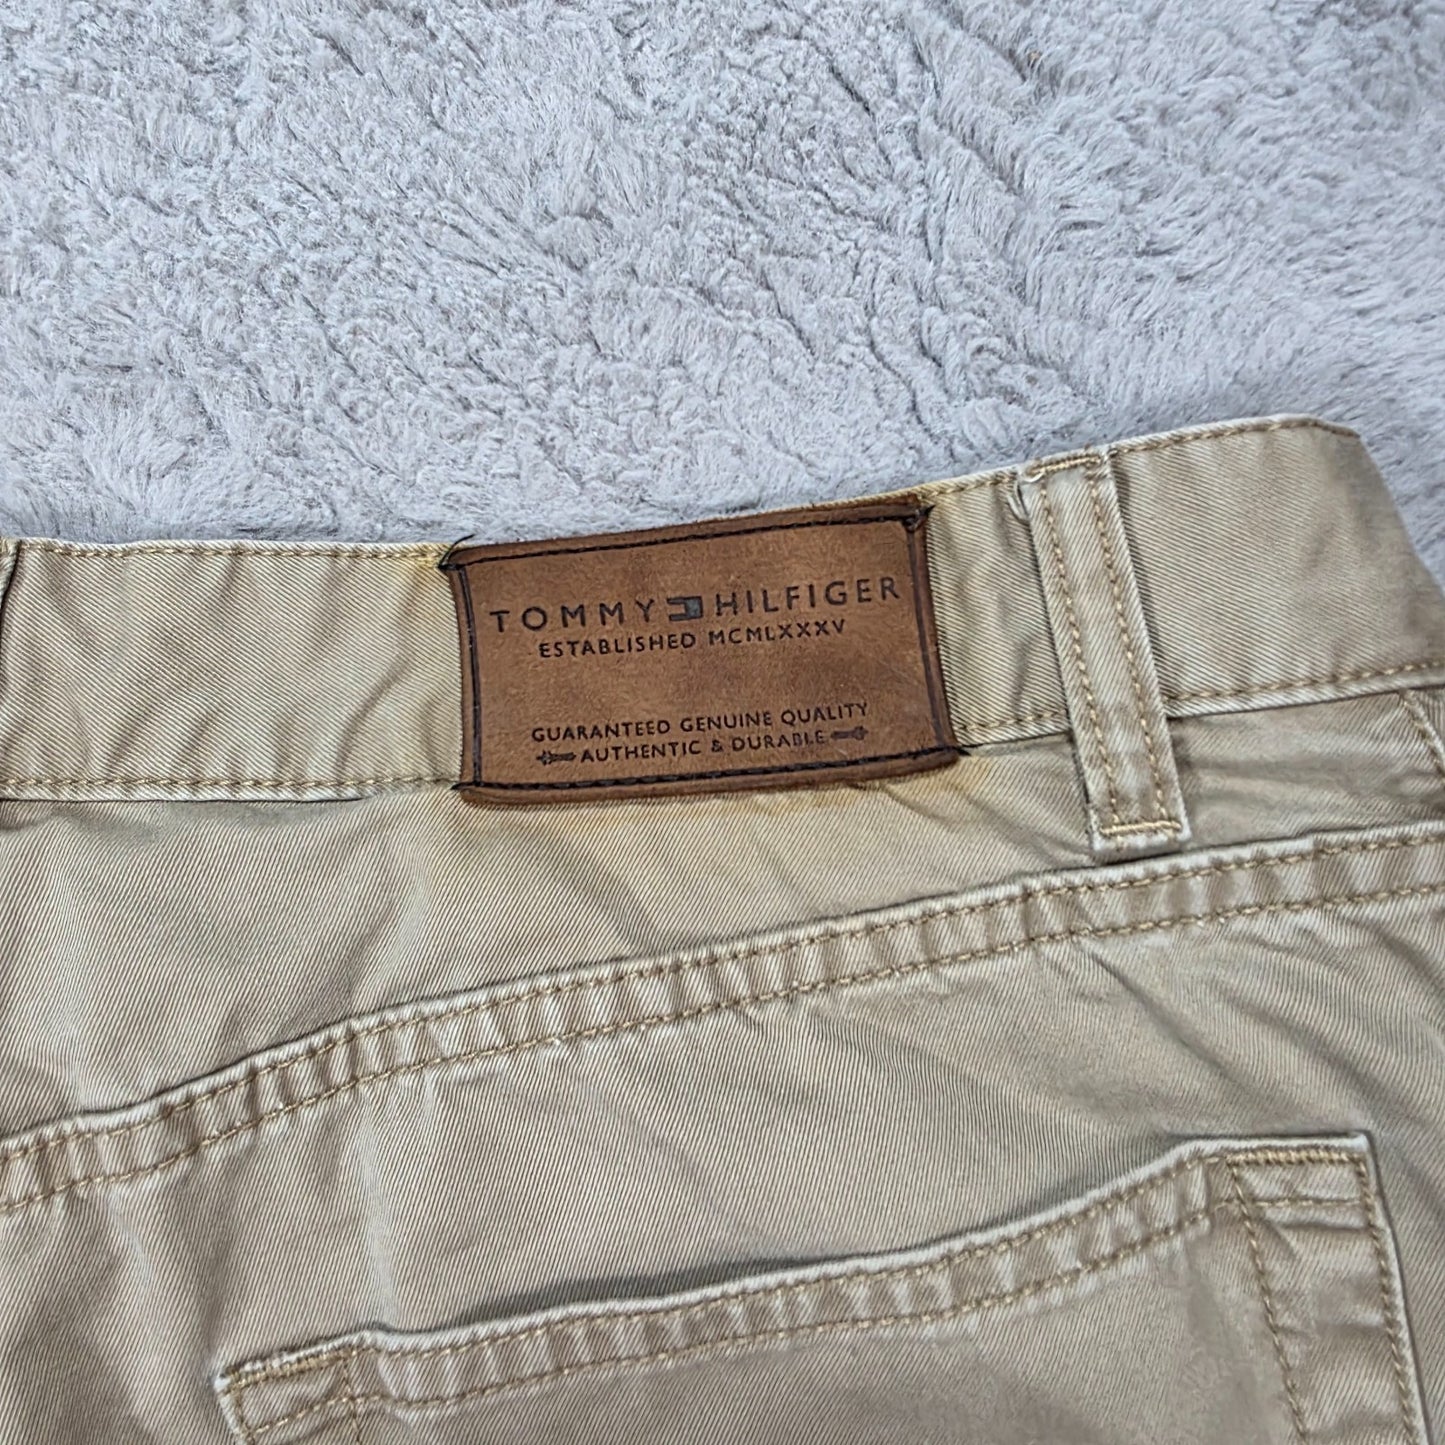 TOMMY HILFIGER
ESTABLISHED MCMLXXXV
GUARANTEED GENUINE QUALITY
AUTHENTIC & DURABLE